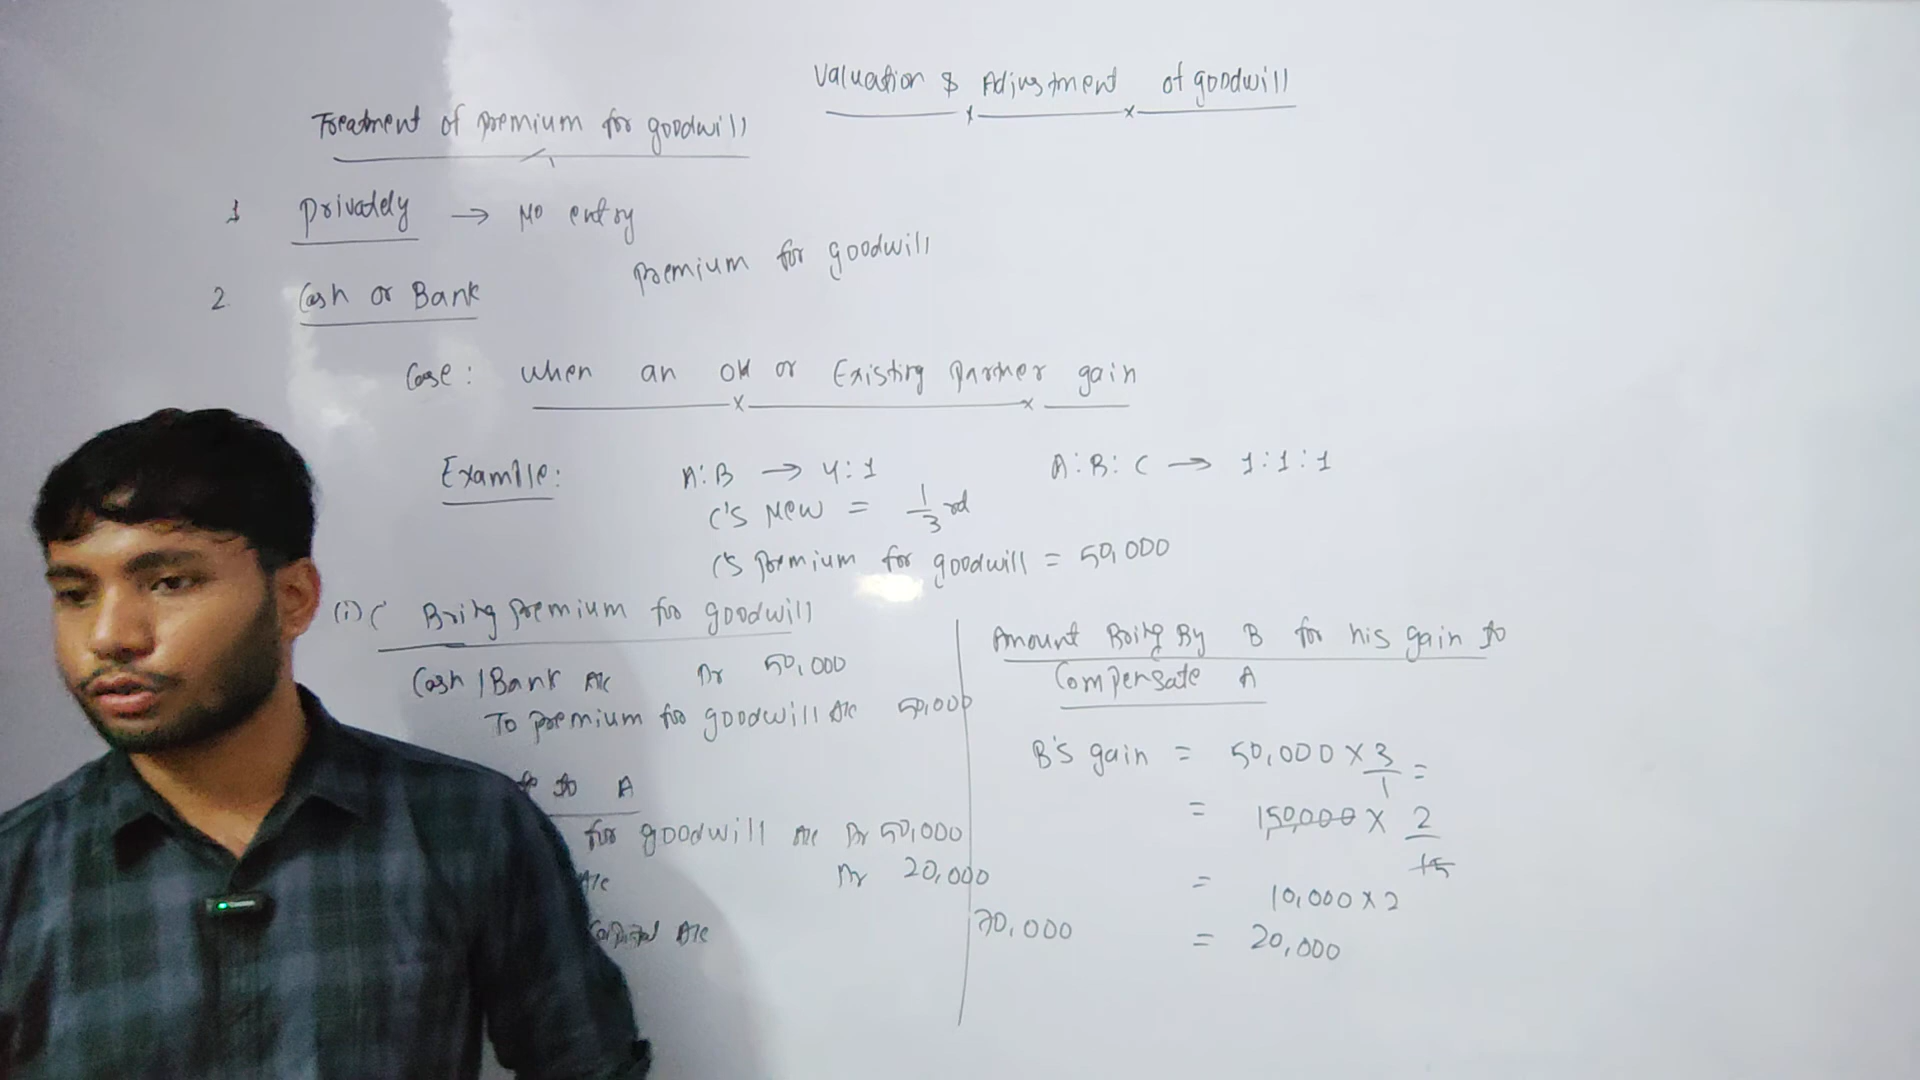 Valuation & Adjustment of goodwill
Treatment of premium for goodwill
1 privately → No entry
premium for goodwill
2. Cash or Bank
Case: when an old or Existing partner gain
Example: A:B → 4:1 A:B:C → 1:1:1
C's New = 1/3 rd
C's premium for goodwill = 50,000
(i) C Bring premium for goodwill
Cash/Bank A/c Dr 50,000
To premium for goodwill A/c 50,000
to A
for goodwill A/c Dr 50,000
A/c Dr 20,000
Capital A/c 70,000
Amount Bring By B for his gain to
Compensate A
B's gain = 50,000 × 3/1 =
= 150,000 × 2/15
= 10,000 × 2
= 20,000